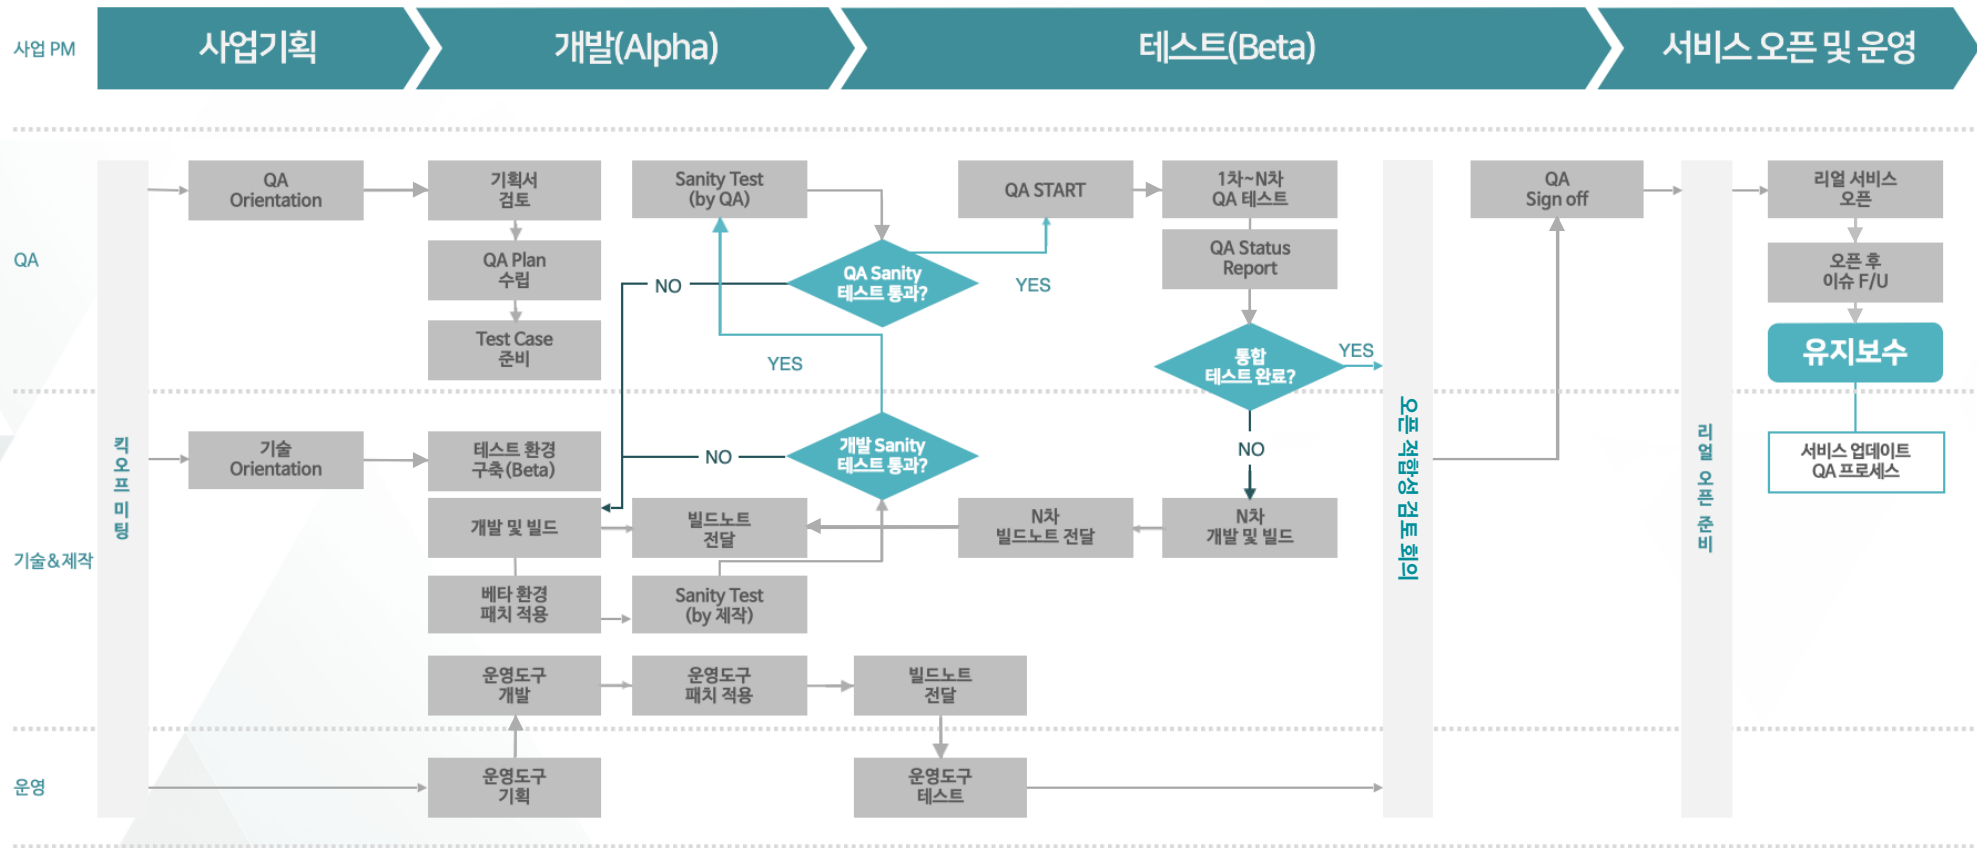 사업 PM
사업기획
개발(Alpha)
테스트(Beta)
서비스 오픈 및 운영
QA
기술&제작
운영
킥오프 미팅
QA
Orientation
기획서
검토
QA Plan
수립
Test Case
준비
Sanity Test
(by QA)
QA Sanity
테스트 통과?
NO
YES
QA START
1차~N차
QA 테스트
QA Status
Report
통합
테스트 완료?
YES
NO
YES
기술
Orientation
테스트 환경
구축(Beta)
개발 Sanity
테스트 통과?
NO
개발 및 빌드
빌드노트
전달
N차
빌드노트 전달
N차
개발 및 빌드
베타 환경
패치 적용
Sanity Test
(by 제작)
운영도구
개발
운영도구
패치 적용
빌드노트
전달
운영도구
기획
운영도구
테스트
오픈 적합성 검토 회의
QA
Sign off
리얼 오픈 준비
리얼 서비스
오픈
오픈 후
이슈 F/U
유지보수
서비스 업데이트
QA 프로세스